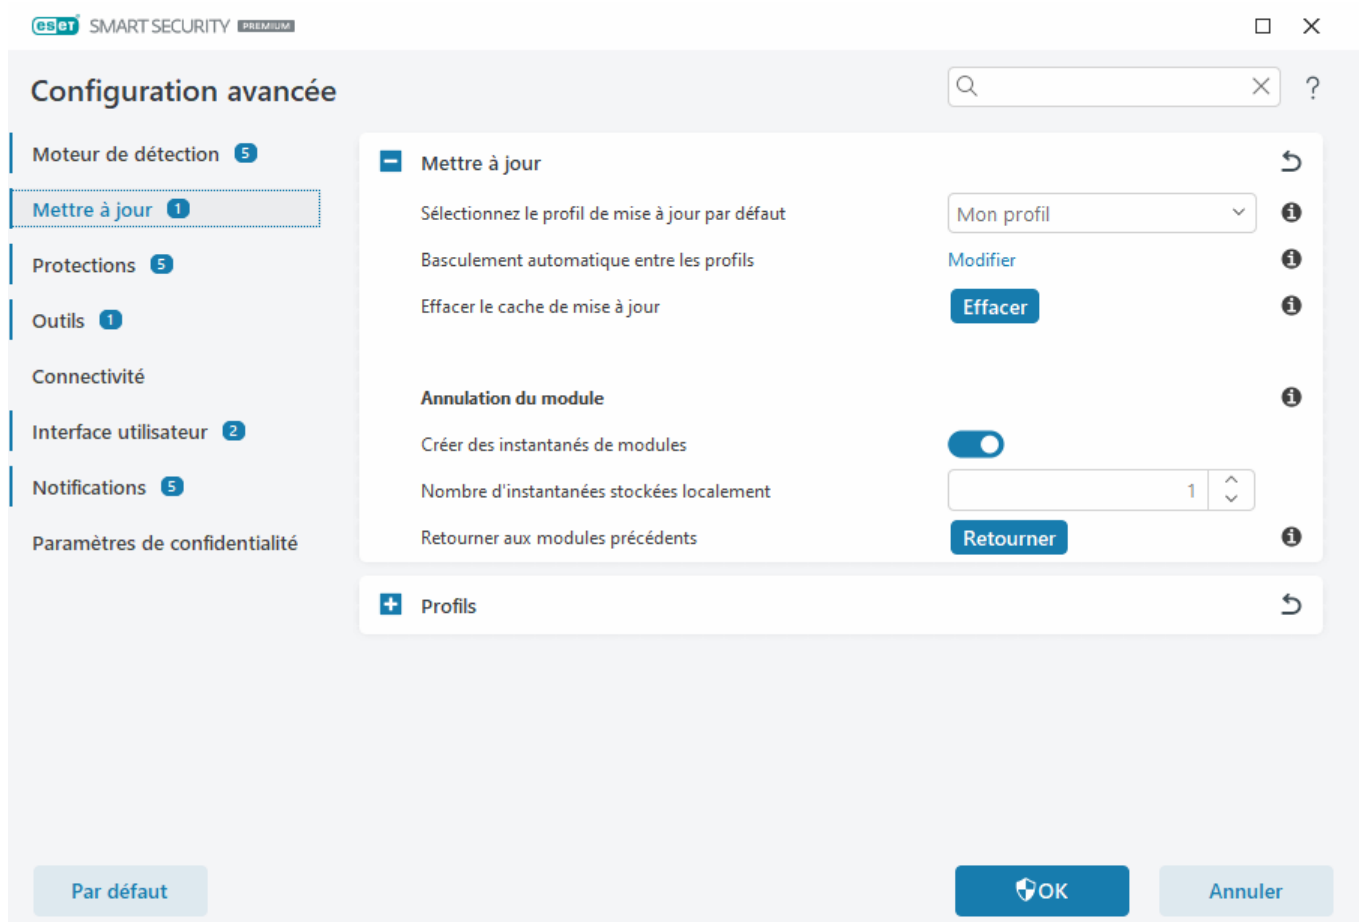 eseT SMART SECURITY PREMIUM
Configuration avancée
?
Moteur de détection 5
Mettre à jour 1
Protections 5
Outils 1
Connectivité
Interface utilisateur 2
Notifications 5
Paramètres de confidentialité
Mettre à jour
Sélectionnez le profil de mise à jour par défaut Mon profil
Basculement automatique entre les profils Modifier
Effacer le cache de mise à jour Effacer
Annulation du module
Créer des instantanés de modules
Nombre d'instantanées stockées localement 1
Retourner aux modules précédents Retourner
Profils
Par défaut
OK
Annuler